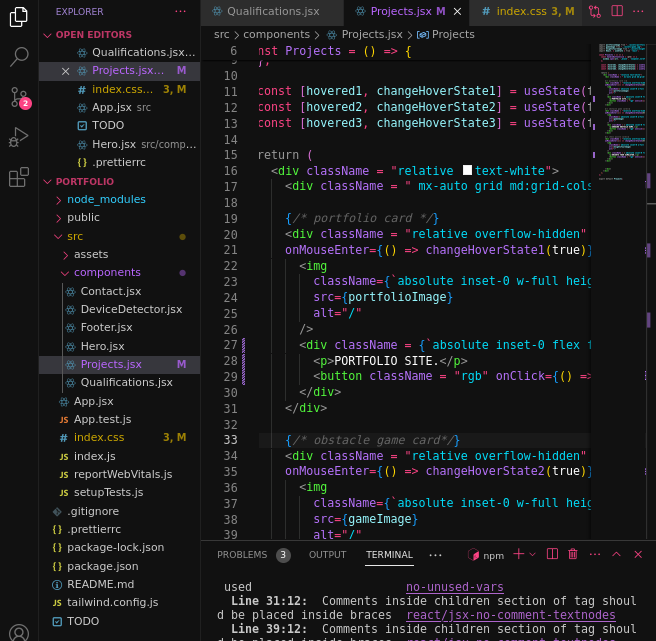 EXPLORER
OPEN EDITORS
Qualifications.jsx...
Projects.jsx... M
index.css... 3, M
App.jsx src
TODO
Hero.jsx src/comp...
.prettierrc
PORTFOLIO
node_modules
public
src
assets
components
Contact.jsx
DeviceDetector.jsx
Footer.jsx
Hero.jsx
Projects.jsx M
Qualifications.jsx
App.jsx
App.test.js
index.css 3, M
index.js
reportWebVitals.js
setupTests.js
.gitignore
.prettierrc
package-lock.json
package.json
README.md
tailwind.config.js
TODO
2
Qualifications.jsx
Projects.jsx M
index.css 3, M
src > components > Projects.jsx > Projects
6 nst Projects = () => {
9 };
10
11 const [hovered1, changeHoverState1] = useState(f
12 const [hovered2, changeHoverState2] = useState(f
13 const [hovered3, changeHoverState3] = useState(f
14
15 return (
16 <div className = "relative text-white">
17 <div className = " mx-auto grid md:grid-cols
18
19 {/* portfolio card */}
20 <div className = "relative overflow-hidden"
21 onMouseEnter={() => changeHoverState1(true)}
22 <img
23 className={`absolute inset-0 w-full heig
24 src={portfolioImage}
25 alt="/"
26 />
27 <div className = {`absolute inset-0 flex f
28 <p>PORTFOLIO SITE.</p>
29 <button className = "rgb" onClick={() =>
30 </div>
31 </div>
32
33 {/* obstacle game card*/}
34 <div className = "relative overflow-hidden"
35 onMouseEnter={() => changeHoverState2(true)}
36 <img
37 className={`absolute inset-0 w-full heig
38 src={gameImage}
39 alt="/"
PROBLEMS 3 OUTPUT TERMINAL ... npm
used no-unused-vars
Line 31:12: Comments inside children section of tag shoul
d be placed inside braces react/jsx-no-comment-textnodes
Line 39:12: Comments inside children section of tag shoul
d be placed inside braces react/jsx-no-comment-textnodes